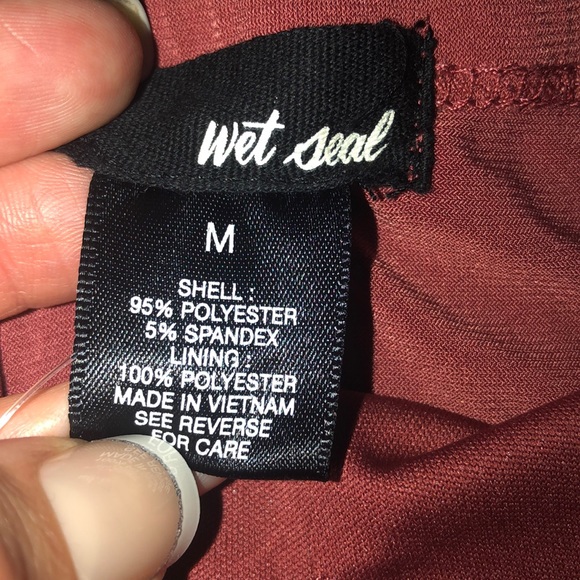 wet seal
M
SHELL :
95% POLYESTER
5% SPANDEX
LINING
100% POLYESTER
MADE IN VIETNAM
SEE REVERSE
FOR CARE